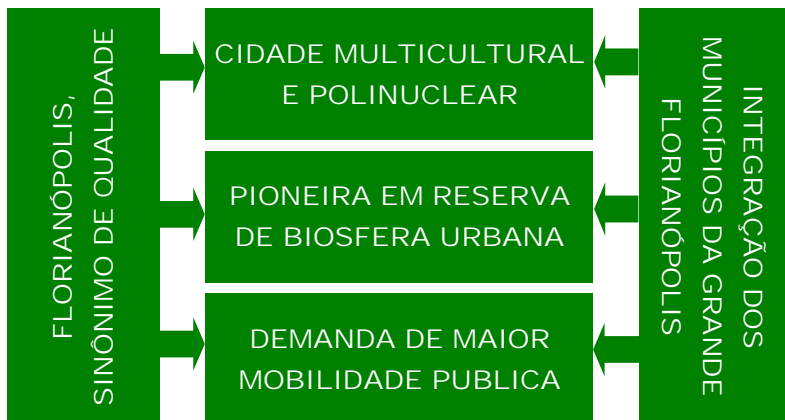 FLORIANÓPOLIS,
SINÔNIMO DE QUALIDADE
CIDADE MULTICULTURAL
E POLINUCLEAR
PIONEIRA EM RESERVA
DE BIOSFERA URBANA
DEMANDA DE MAIOR
MOBILIDADE PUBLICA
INTEGRAÇÃO DOS
MUNICÍPIOS DA GRANDE
FLORIANÓPOLIS